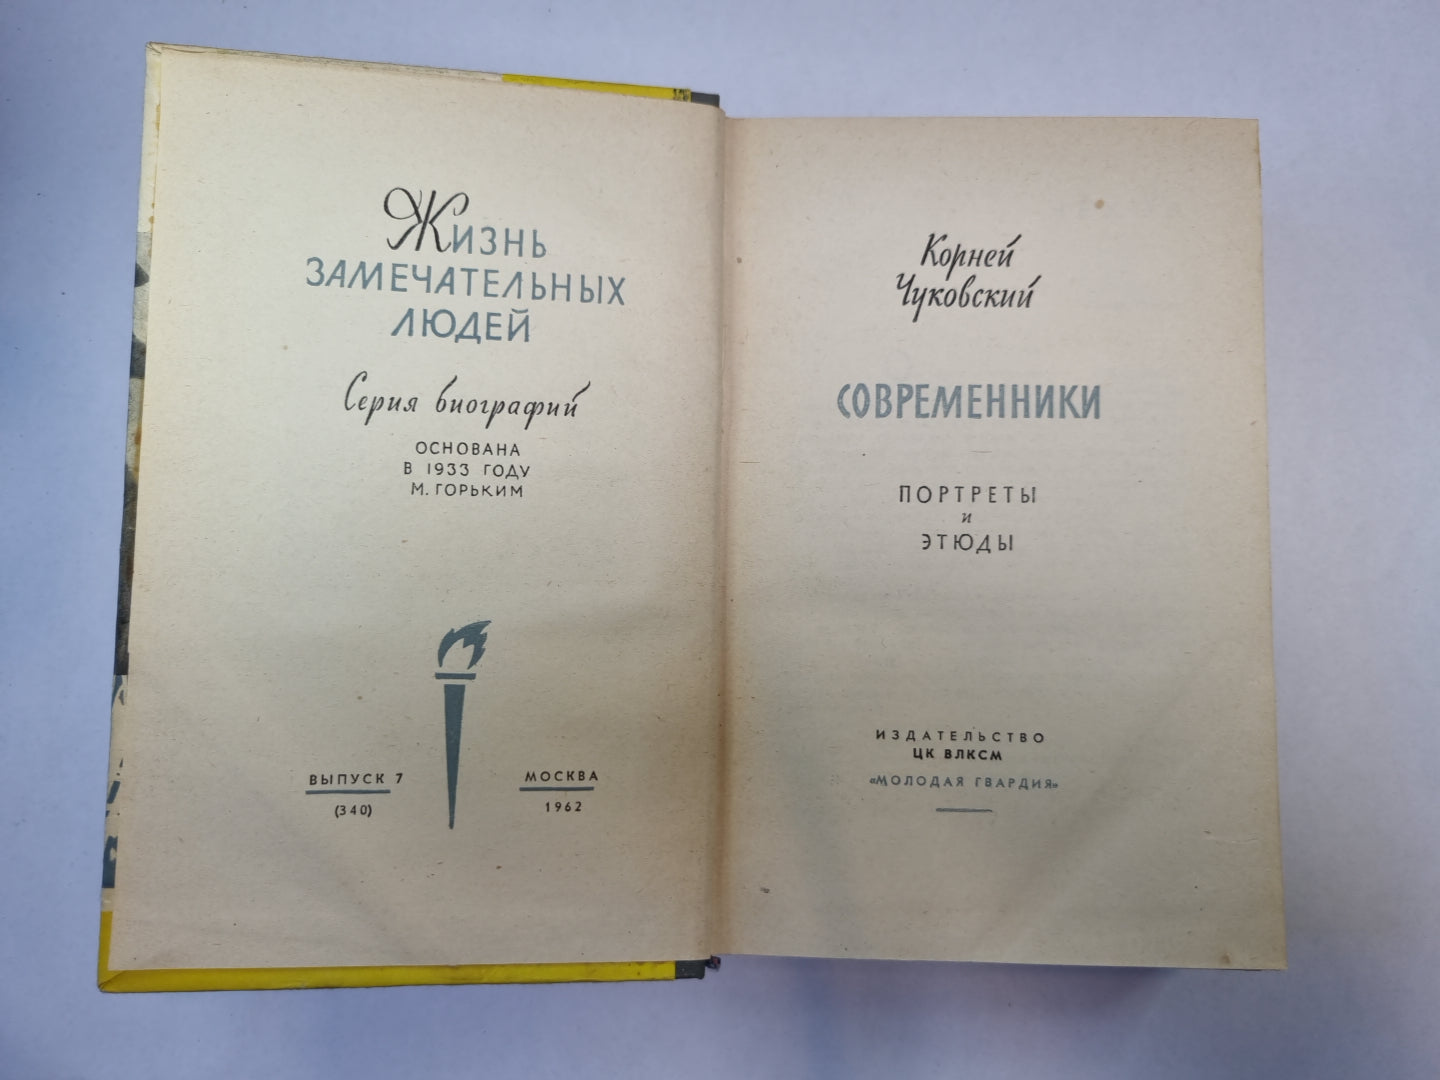 Жизнь
ЗАМЕЧАТЕЛЬНЫХ
ЛЮДЕЙ
Серия биографий
ОСНОВАНА
В 1933 ГОДУ
М. ГОРЬКИМ
ВЫПУСК 7
(340)
МОСКВА
1962
Корней
Чуковский
СОВРЕМЕННИКИ
ПОРТРЕТЫ
и
ЭТЮДЫ
ИЗДАТЕЛЬСТВО
ЦК ВЛКСМ
«МОЛОДАЯ ГВАРДИЯ»